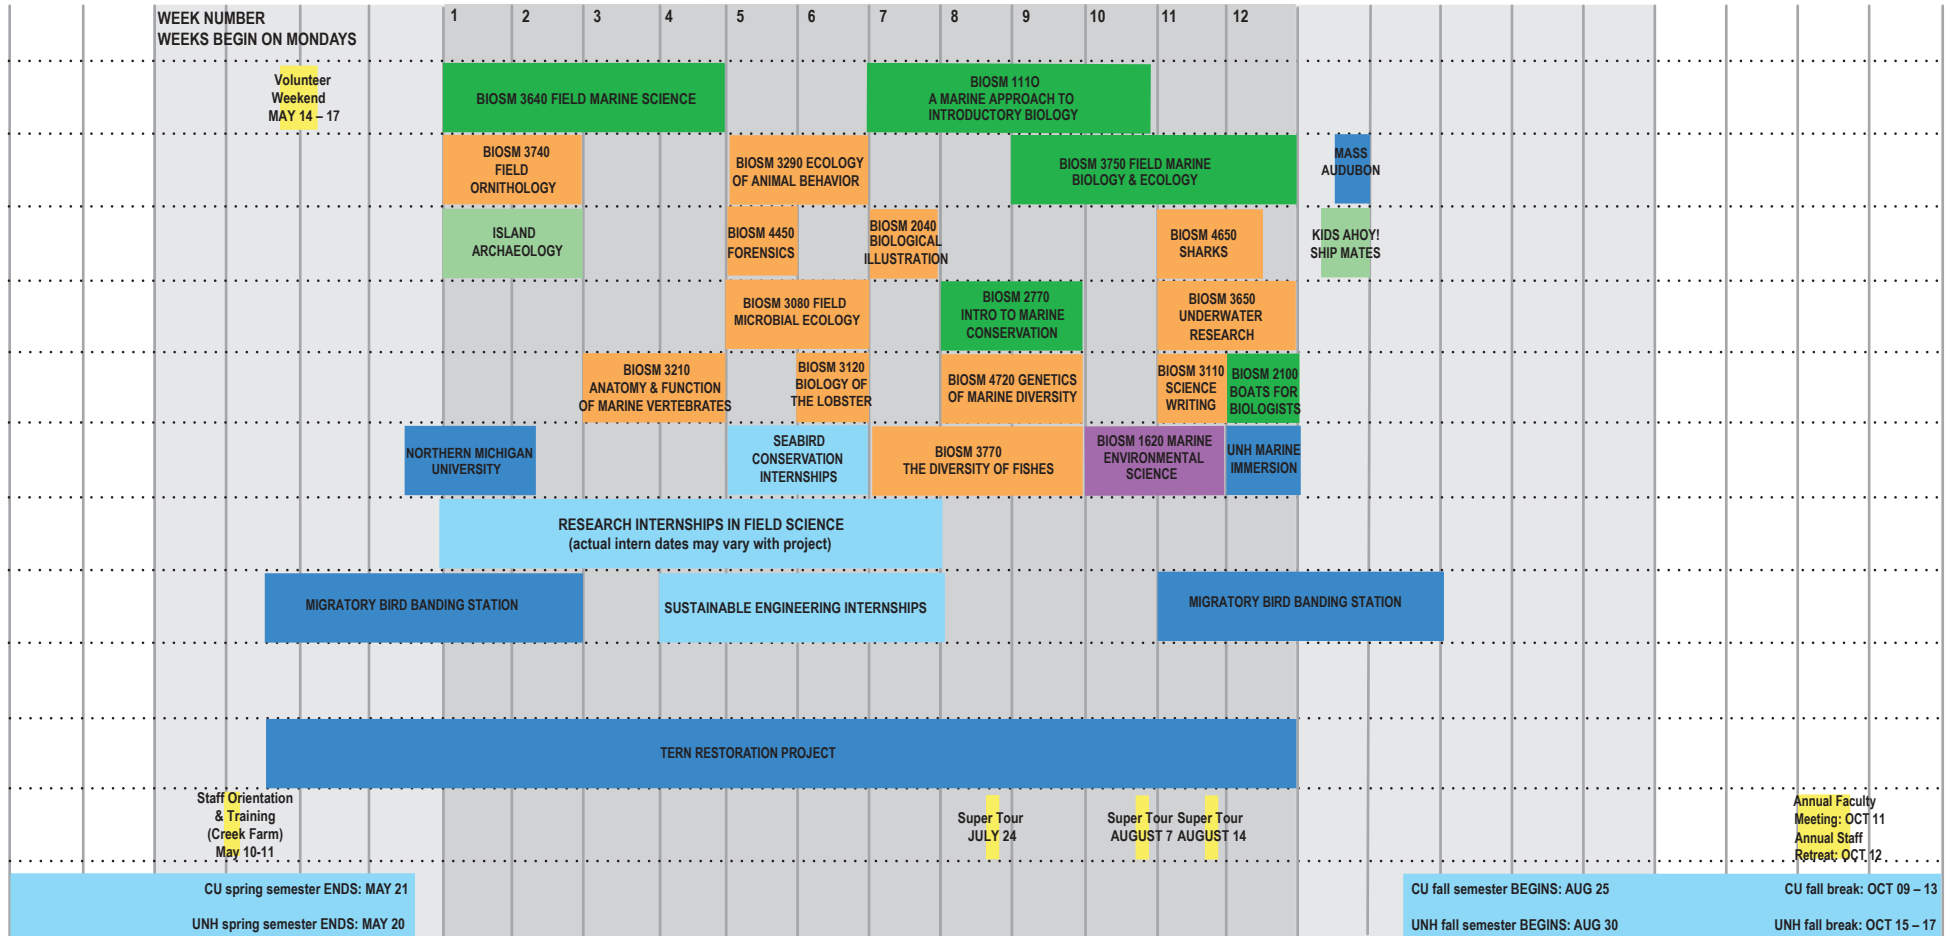 WEEK NUMBER
WEEKS BEGIN ON MONDAYS
1 2 3 4 5 6 7 8 9 10 11 12
Volunteer
Weekend
MAY 14 – 17
BIOSM 3640 FIELD MARINE SCIENCE
BIOSM 111O
A MARINE APPROACH TO
INTRODUCTORY BIOLOGY
BIOSM 3740
FIELD
ORNITHOLOGY
BIOSM 3290 ECOLOGY
OF ANIMAL BEHAVIOR
BIOSM 3750 FIELD MARINE
BIOLOGY & ECOLOGY
MASS
AUDUBON
ISLAND
ARCHAEOLOGY
BIOSM 4450
FORENSICS
BIOSM 2040
BIOLOGICAL
ILLUSTRATION
BIOSM 4650
SHARKS
KIDS AHOY!
SHIP MATES
BIOSM 3080 FIELD
MICROBIAL ECOLOGY
BIOSM 2770
INTRO TO MARINE
CONSERVATION
BIOSM 3650
UNDERWATER
RESEARCH
BIOSM 3210
ANATOMY & FUNCTION
OF MARINE VERTEBRATES
BIOSM 3120
BIOLOGY OF
THE LOBSTER
BIOSM 4720 GENETICS
OF MARINE DIVERSITY
BIOSM 3110
SCIENCE
WRITING
BIOSM 2100
BOATS FOR
BIOLOGISTS
NORTHERN MICHIGAN
UNIVERSITY
SEABIRD
CONSERVATION
INTERNSHIPS
BIOSM 3770
THE DIVERSITY OF FISHES
BIOSM 1620 MARINE
ENVIRONMENTAL
SCIENCE
UNH MARINE
IMMERSION
RESEARCH INTERNSHIPS IN FIELD SCIENCE
(actual intern dates may vary with project)
MIGRATORY BIRD BANDING STATION
SUSTAINABLE ENGINEERING INTERNSHIPS
MIGRATORY BIRD BANDING STATION
TERN RESTORATION PROJECT
Staff Orientation
& Training
(Creek Farm)
May 10-11
Super Tour
JULY 24
Super Tour
AUGUST 7
Super Tour
AUGUST 14
Annual Faculty
Meeting: OCT 11
Annual Staff
Retreat: OCT 12
CU spring semester ENDS: MAY 21
UNH spring semester ENDS: MAY 20
CU fall semester BEGINS: AUG 25
UNH fall semester BEGINS: AUG 30
CU fall break: OCT 09 – 13
UNH fall break: OCT 15 – 17